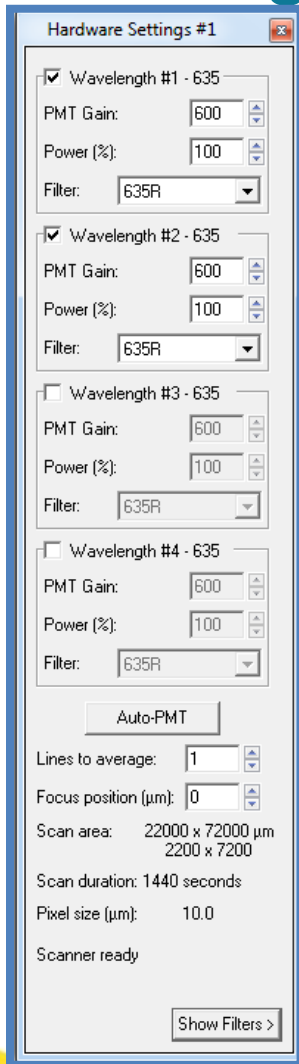 Hardware Settings #1
Wavelength #1 - 635
PMT Gain: 600
Power (%): 100
Filter: 635R
Wavelength #2 - 635
PMT Gain: 600
Power (%): 100
Filter: 635R
Wavelength #3 - 635
PMT Gain: 600
Power (%): 100
Filter: 635R
Wavelength #4 - 635
PMT Gain: 600
Power (%): 100
Filter: 635R
Auto-PMT
Lines to average: 1
Focus position (µm): 0
Scan area: 22000 x 72000 µm
2200 x 7200
Scan duration: 1440 seconds
Pixel size (µm): 10.0
Scanner ready
Show Filters >